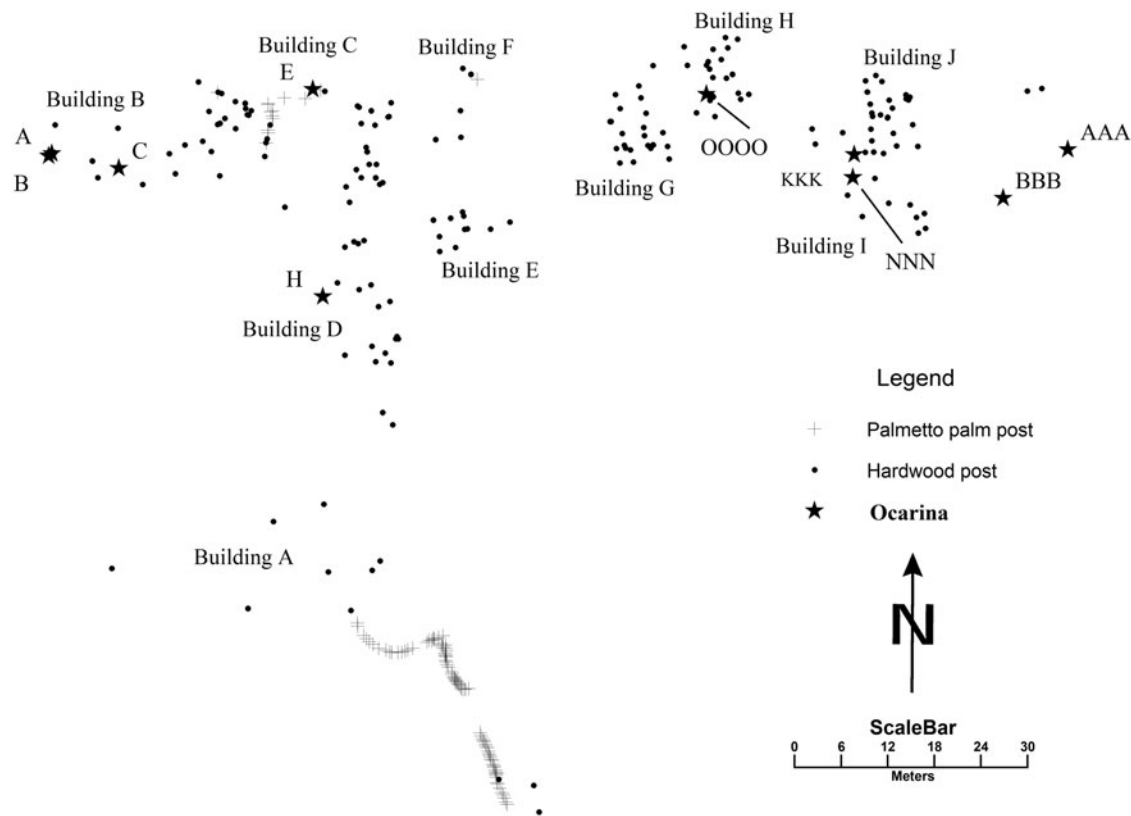 Building H
Building C
Building F
E
Building J
Building B
A
C
OOOO
AAA
B
KKK
BBB
Building G
Building I
NNN
Building E
H
Building D
Legend
Palmetto palm post
Hardwood post
Ocarina
Building A
N
ScaleBar
0 6 12 18 24 30
Meters